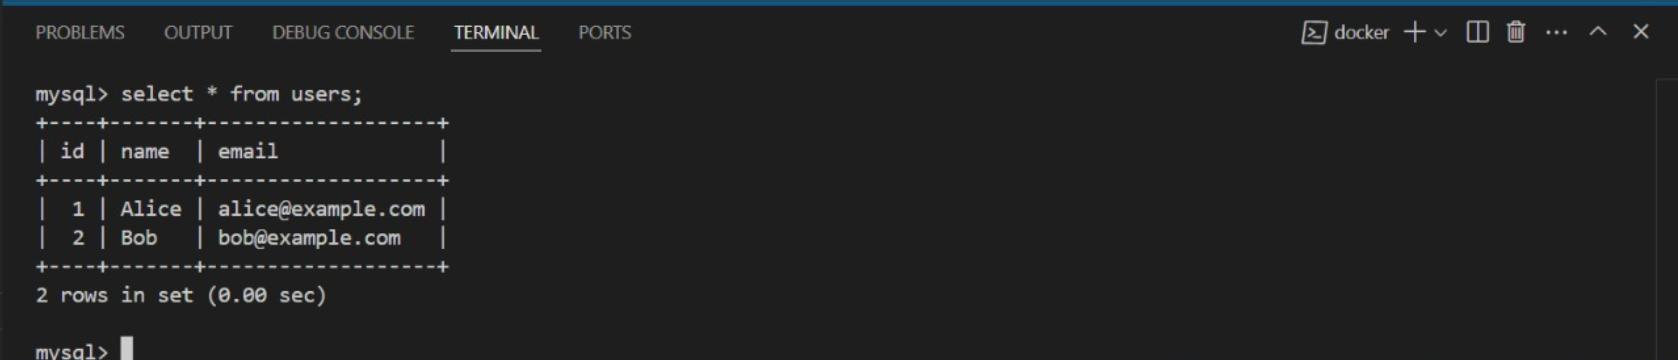 PROBLEMS OUTPUT DEBUG CONSOLE TERMINAL PORTS docker
mysql> select * from users;
+----+-------+-------------------+
| id | name  | email             |
+----+-------+-------------------+
|  1 | Alice | alice@example.com |
|  2 | Bob   | bob@example.com   |
+----+-------+-------------------+
2 rows in set (0.00 sec)
mysql>